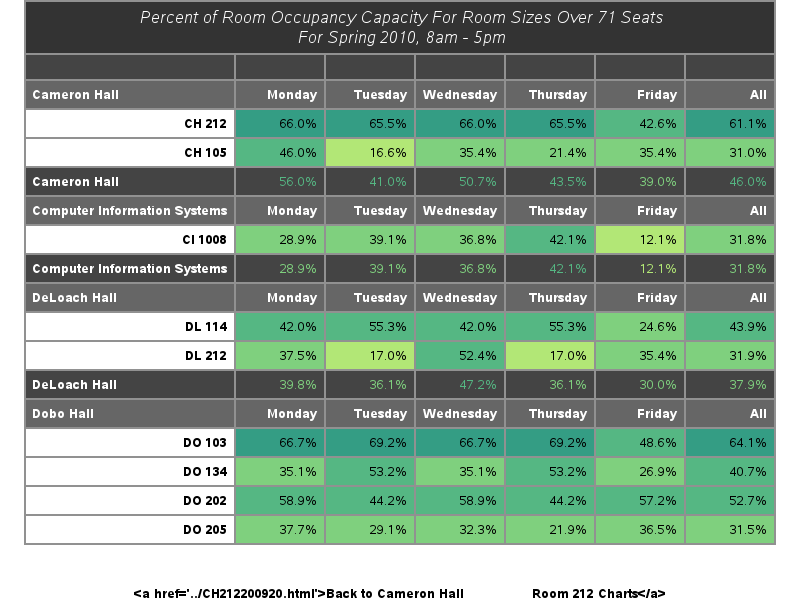 Percent of Room Occupancy Capacity For Room Sizes Over 71 Seats
For Spring 2010, 8am - 5pm
Cameron Hall Monday Tuesday Wednesday Thursday Friday All
CH 212 66.0% 65.5% 66.0% 65.5% 42.6% 61.1%
CH 105 46.0% 16.6% 35.4% 21.4% 35.4% 31.0%
Cameron Hall 56.0% 41.0% 50.7% 43.5% 39.0% 46.0%
Computer Information Systems Monday Tuesday Wednesday Thursday Friday All
CI 1008 28.9% 39.1% 36.8% 42.1% 12.1% 31.8%
Computer Information Systems 28.9% 39.1% 36.8% 42.1% 12.1% 31.8%
DeLoach Hall Monday Tuesday Wednesday Thursday Friday All
DL 114 42.0% 55.3% 42.0% 55.3% 24.6% 43.9%
DL 212 37.5% 17.0% 52.4% 17.0% 35.4% 31.9%
DeLoach Hall 39.8% 36.1% 47.2% 36.1% 30.0% 37.9%
Dobo Hall Monday Tuesday Wednesday Thursday Friday All
DO 103 66.7% 69.2% 66.7% 69.2% 48.6% 64.1%
DO 134 35.1% 53.2% 35.1% 53.2% 26.9% 40.7%
DO 202 58.9% 44.2% 58.9% 44.2% 57.2% 52.7%
DO 205 37.7% 29.1% 32.3% 21.9% 36.5% 31.5%
<a href='../CH212200920.html'>Back to Cameron Hall Room 212 Charts</a>